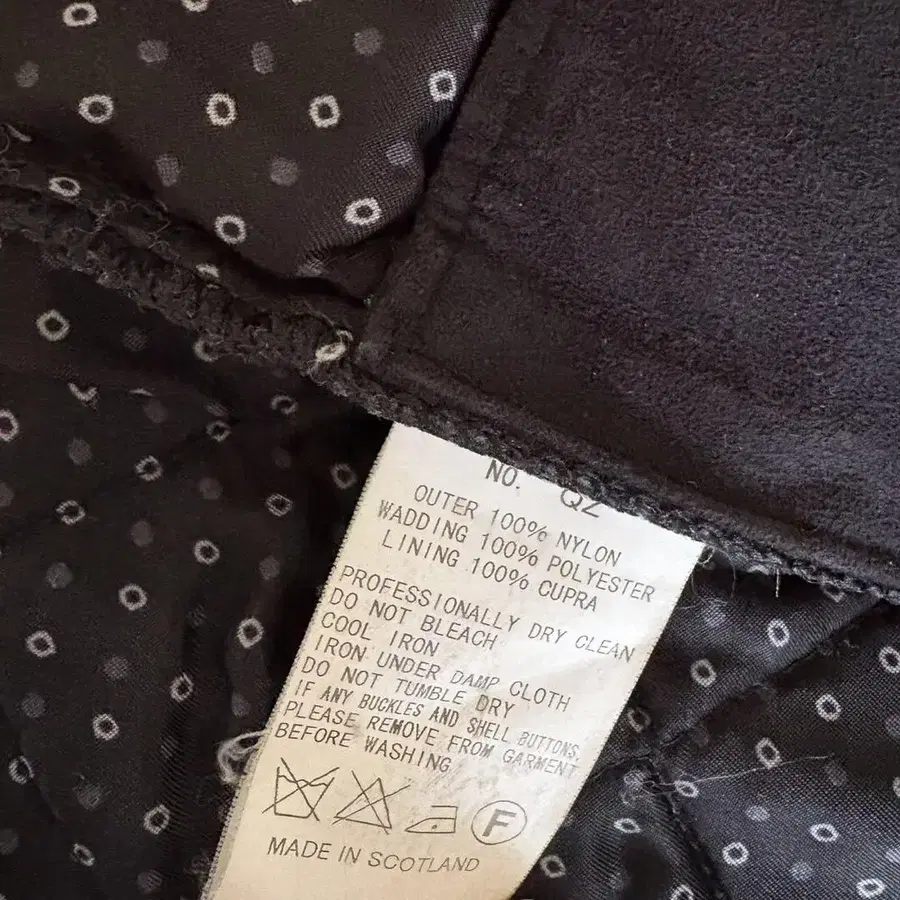 NO. QZ
OUTER 100% NYLON
WADDING 100% POLYESTER
LINING 100% CUPRA
PROFESSIONALLY DRY CLEAN
DO NOT BLEACH
COOL IRON
IRON UNDER DAMP CLOTH
DO NOT TUMBLE DRY
IF ANY BUCKLES AND SHELL BUTTONS,
PLEASE REMOVE FROM GARMENT
BEFORE WASHING
F
MADE IN SCOTLAND